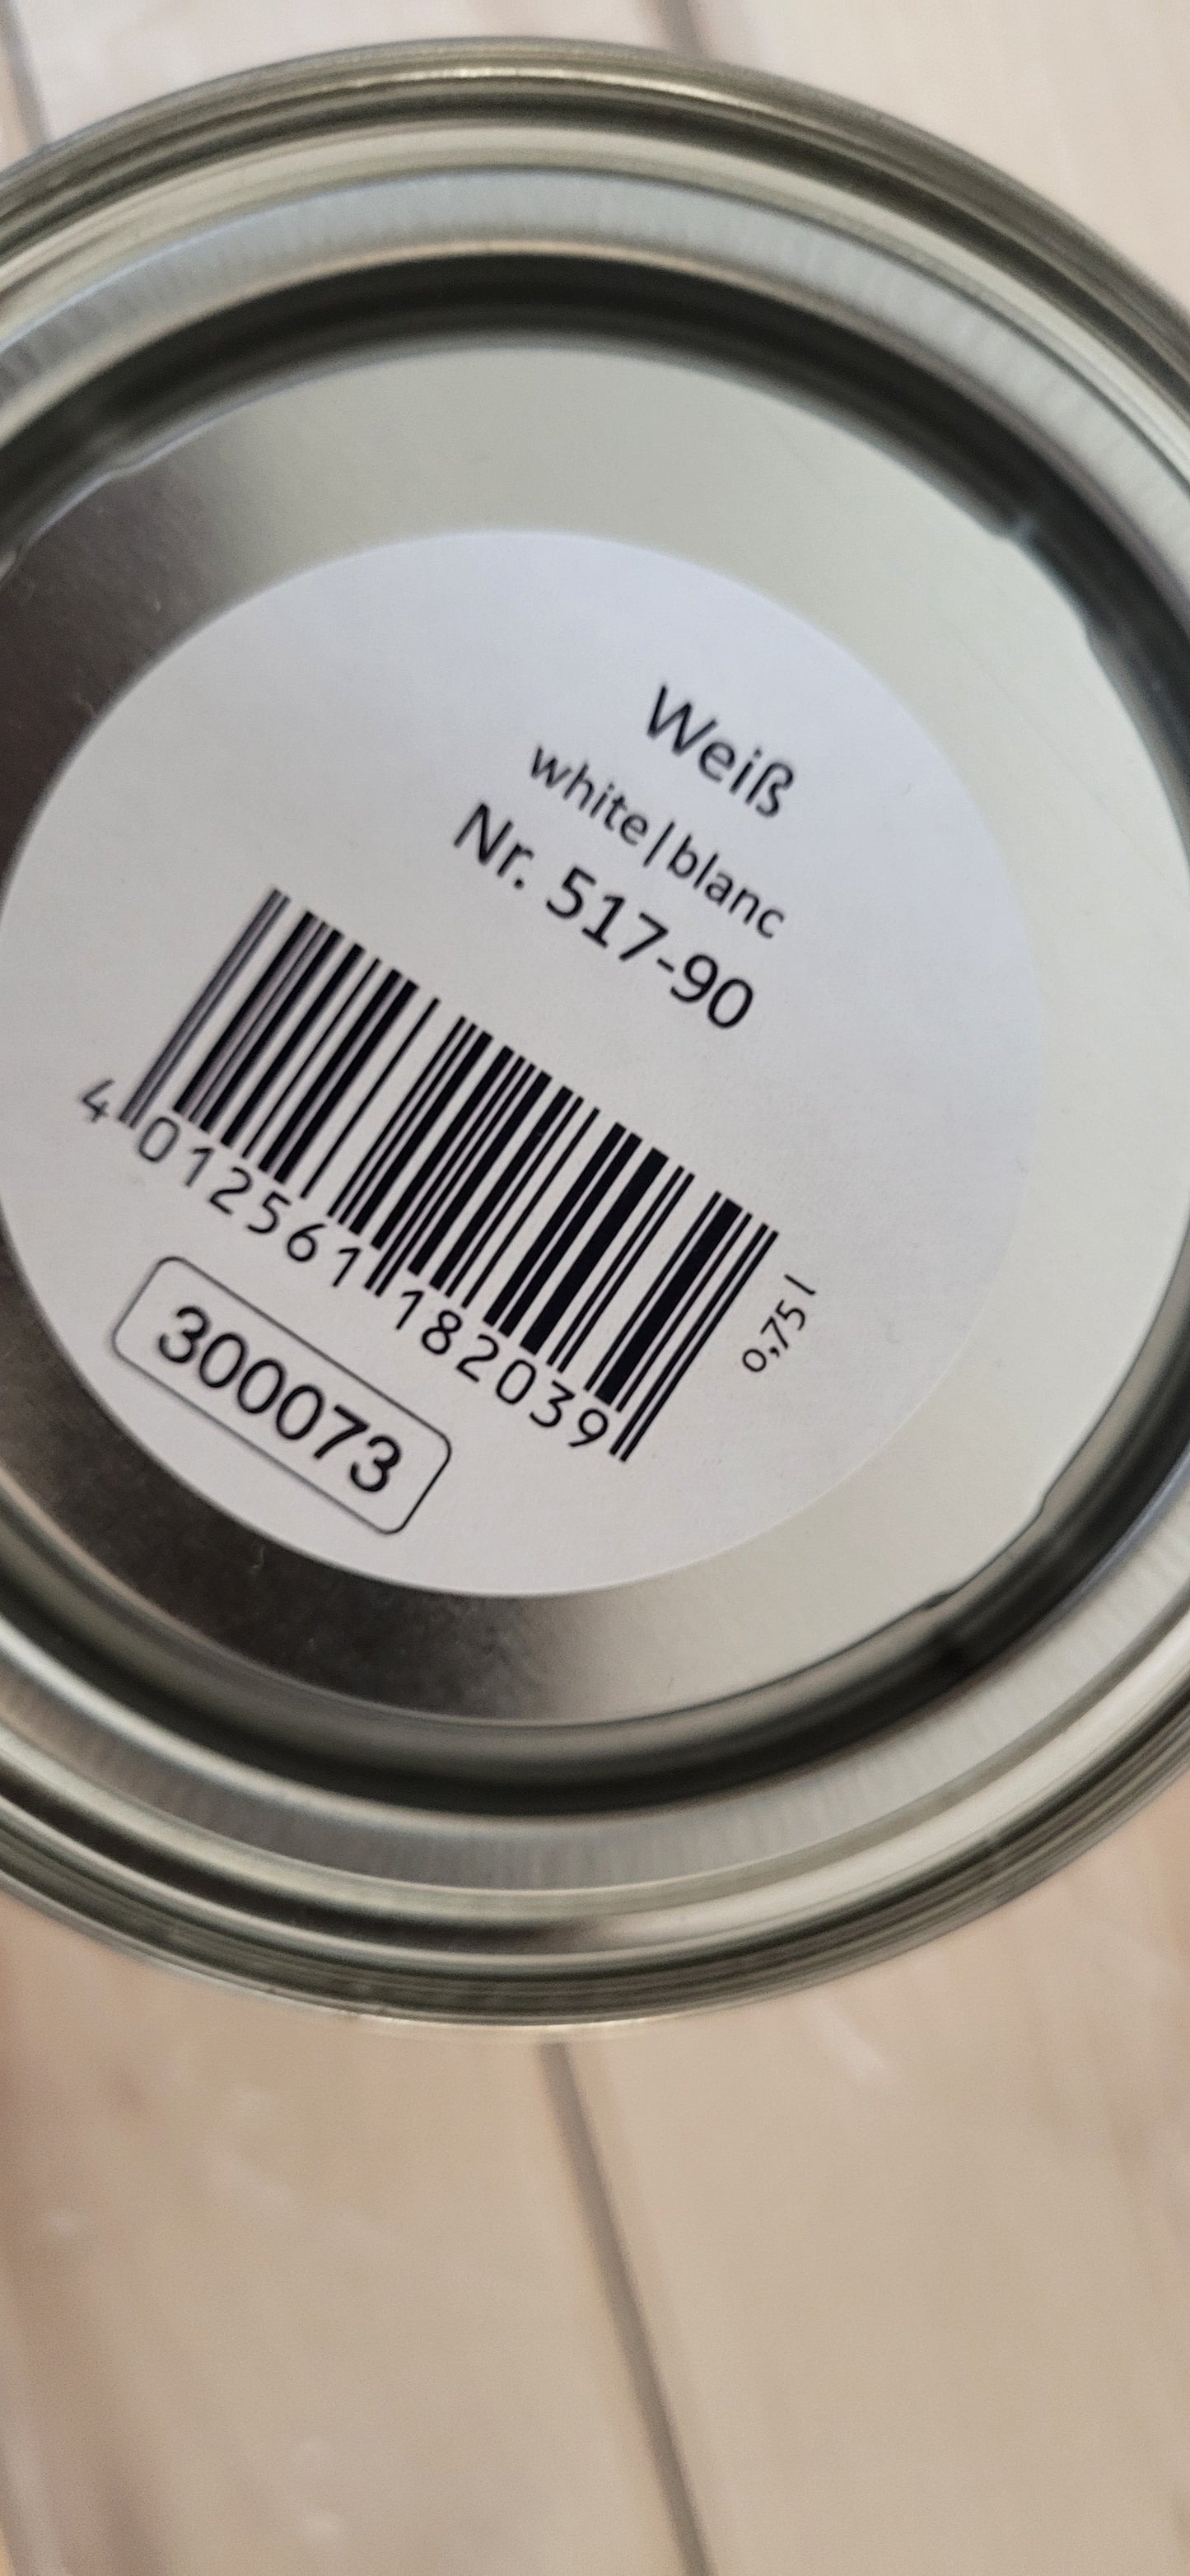 Weiß
white|blanc
Nr. 517-90
4 012561 182039
0,75 l
300073